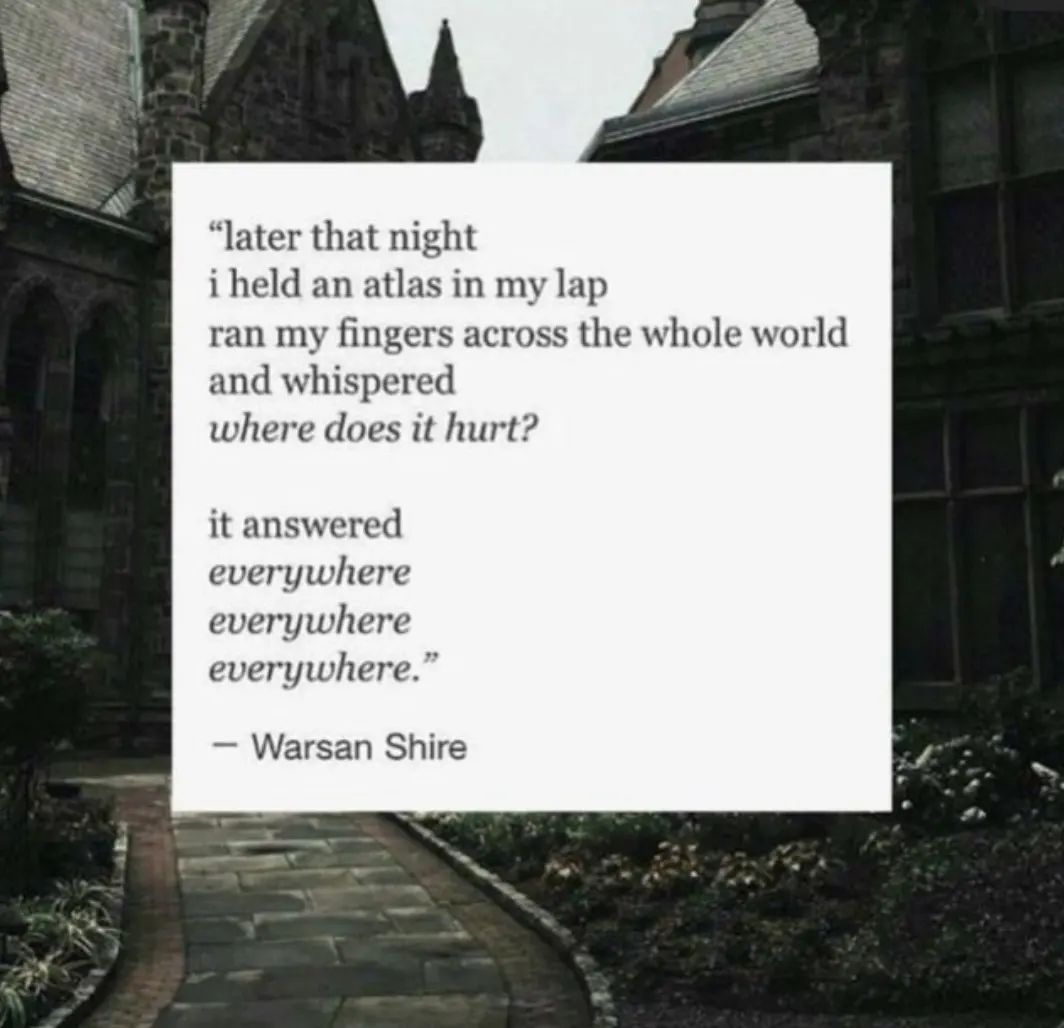 “later that night
i held an atlas in my lap
ran my fingers across the whole world
and whispered
where does it hurt?
it answered
everywhere
everywhere
everywhere.”
— Warsan Shire